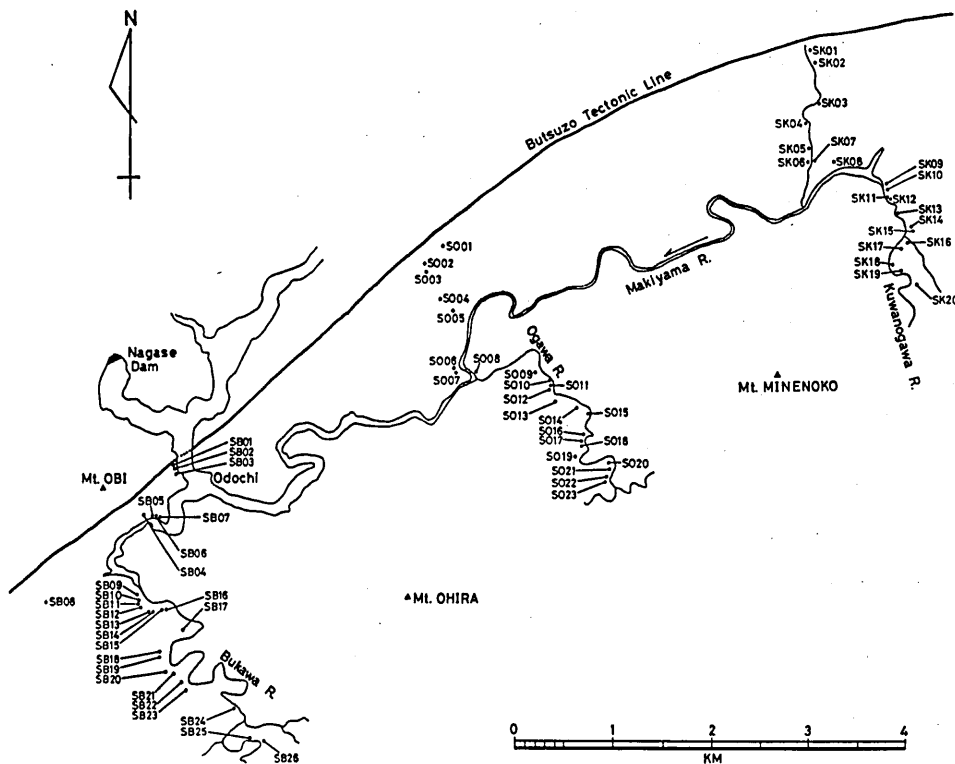 N
Butsuzo Tectonic Line
SK01
SK02
SK03
SK04
SK05
SK07
SK06
SK08
SK09
SK10
SK11
SK12
SK13
SK14
SK15
SK16
SK17
SK18
SK19
SK20
Kuwanogawa R.
Makiyama R.
SO01
SO02
SO03
SO04
SO05
SO06
SO07
SO08
Ogawa R.
SO09
SO10
SO11
SO12
SO13
SO14
SO15
SO16
SO17
SO18
SO19
SO20
SO21
SO22
SO23
Mt. MINENOKO
Nagase
Dam
SB01
SB02
SB03
Mt. OBI
Odochi
SB05
SB07
SB06
SB04
SB08
SB09
SB10
SB11
SB12
SB13
SB14
SB15
SB16
SB17
SB18
SB19
SB20
SB21
SB22
SB23
Bukawa R.
SB24
SB25
SB26
Mt. OHIRA
0 1 2 3 4
KM